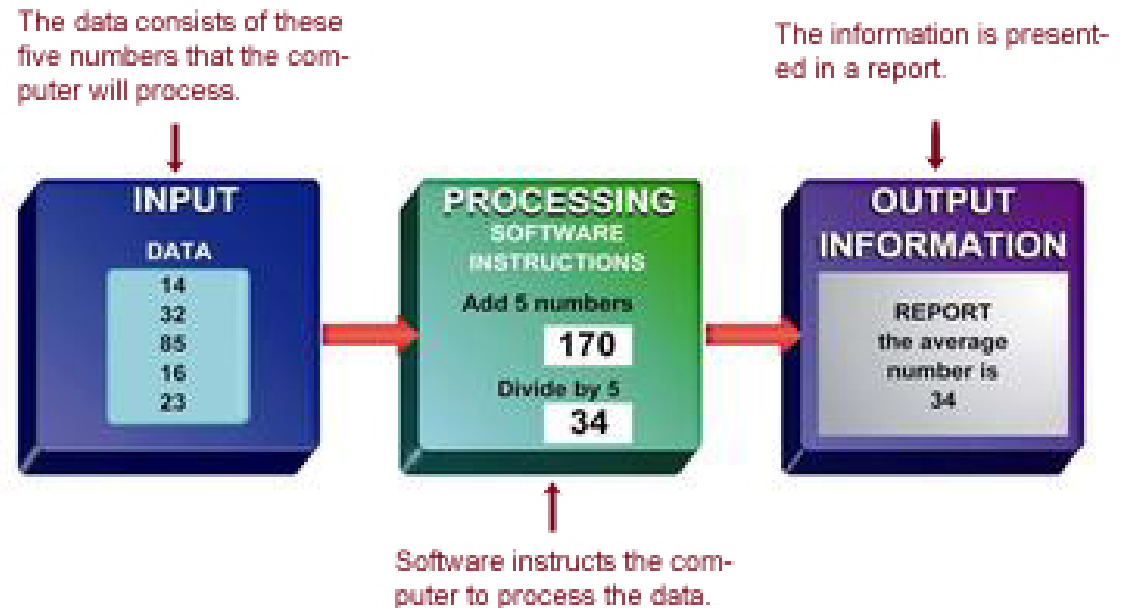 The data consists of these
five numbers that the com-
puter will process.
The information is present-
ed in a report.
INPUT
DATA
14
32
85
16
23
PROCESSING
SOFTWARE
INSTRUCTIONS
Add 5 numbers
170
Divide by 5
34
OUTPUT
INFORMATION
REPORT
the average
number is
34
Software instructs the com-
puter to process the data.